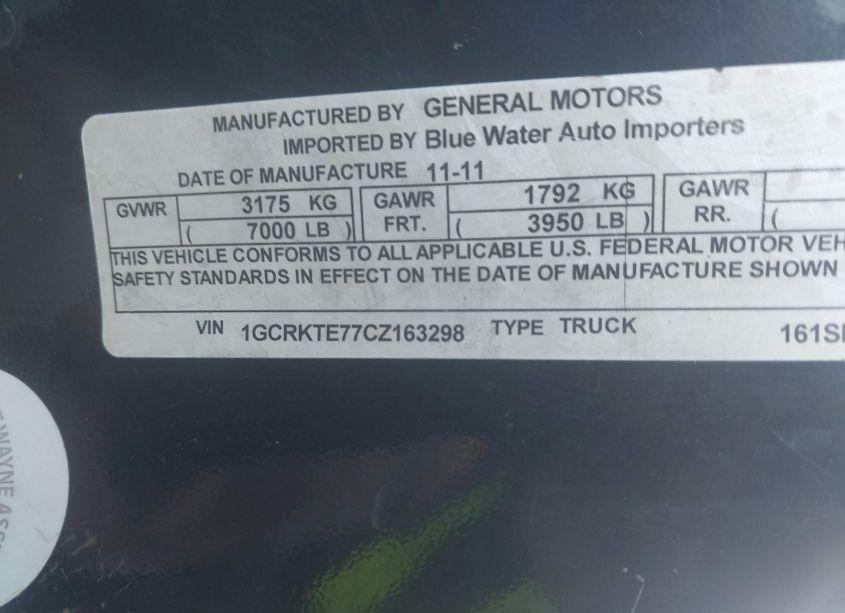 MANUFACTURED BY GENERAL MOTORS
IMPORTED BY Blue Water Auto Importers
DATE OF MANUFACTURE 11-11
GVWR 3175 KG GAWR 1792 KG GAWR
( 7000 LB ) FRT. ( 3950 LB ) RR. (
THIS VEHICLE CONFORMS TO ALL APPLICABLE U.S. FEDERAL MOTOR VEH
SAFETY STANDARDS IN EFFECT ON THE DATE OF MANUFACTURE SHOWN
VIN 1GCRKTE77CZ163298 TYPE TRUCK 161S
WAYNE ASS